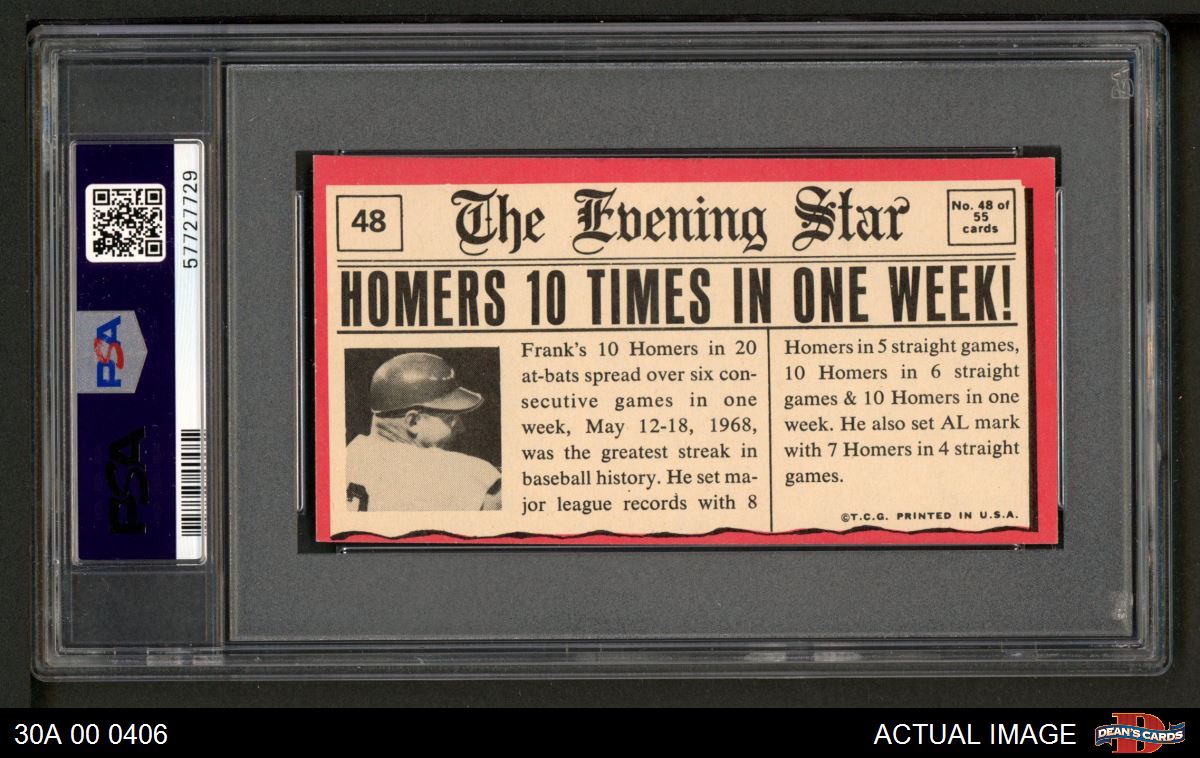 57727729
PSA
PSA
48
The Evening Star
No. 48 of
55
cards
HOMERS 10 TIMES IN ONE WEEK!
Frank's 10 Homers in 20
at-bats spread over six con-
secutive games in one
week, May 12-18, 1968,
was the greatest streak in
baseball history. He set ma-
jor league records with 8
Homers in 5 straight games,
10 Homers in 6 straight
games & 10 Homers in one
week. He also set AL mark
with 7 Homers in 4 straight
games.
©T.C.G. PRINTED IN U.S.A.
30A 00 0406
ACTUAL IMAGE
DEAN'S CARDS